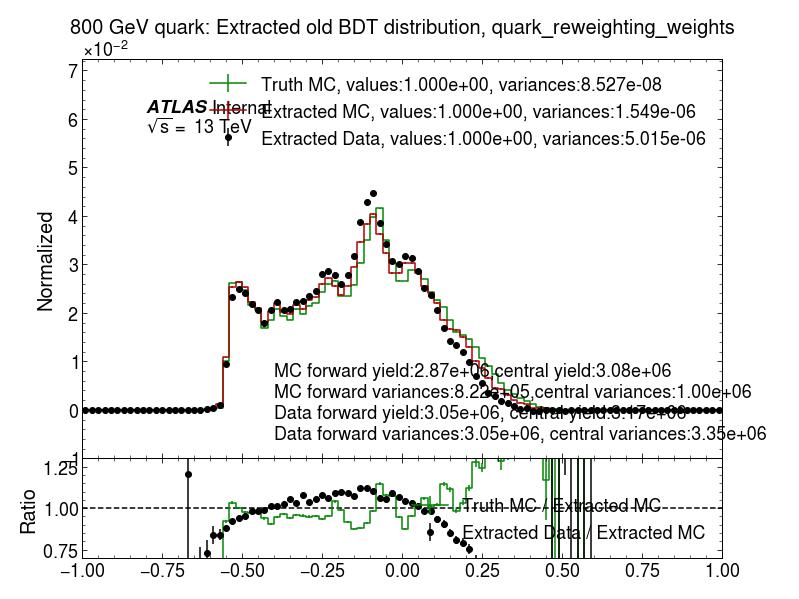 800 GeV quark: Extracted old BDT distribution, quark_reweighting_weights
×10⁻²
Truth MC, values:1.000e+00, variances:8.527e-08
ATLAS Internal
Extracted MC, values:1.000e+00, variances:1.549e-06
√s = 13 TeV
Extracted Data, values:1.000e+00, variances:5.015e-06
7
6
5
4
3
2
1
0
1
Normalized
MC forward yield:2.87e+06, central yield:3.08e+06
MC forward variances:8.22e+05, central variances:1.00e+06
Data forward yield:3.05e+06, central yield:3.17e+06
Data forward variances:3.05e+06, central variances:3.35e+06
1.25
1.00
0.75
Ratio
Truth MC / Extracted MC
Extracted Data / Extracted MC
−1.00 −0.75 −0.50 −0.25 0.00 0.25 0.50 0.75 1.00